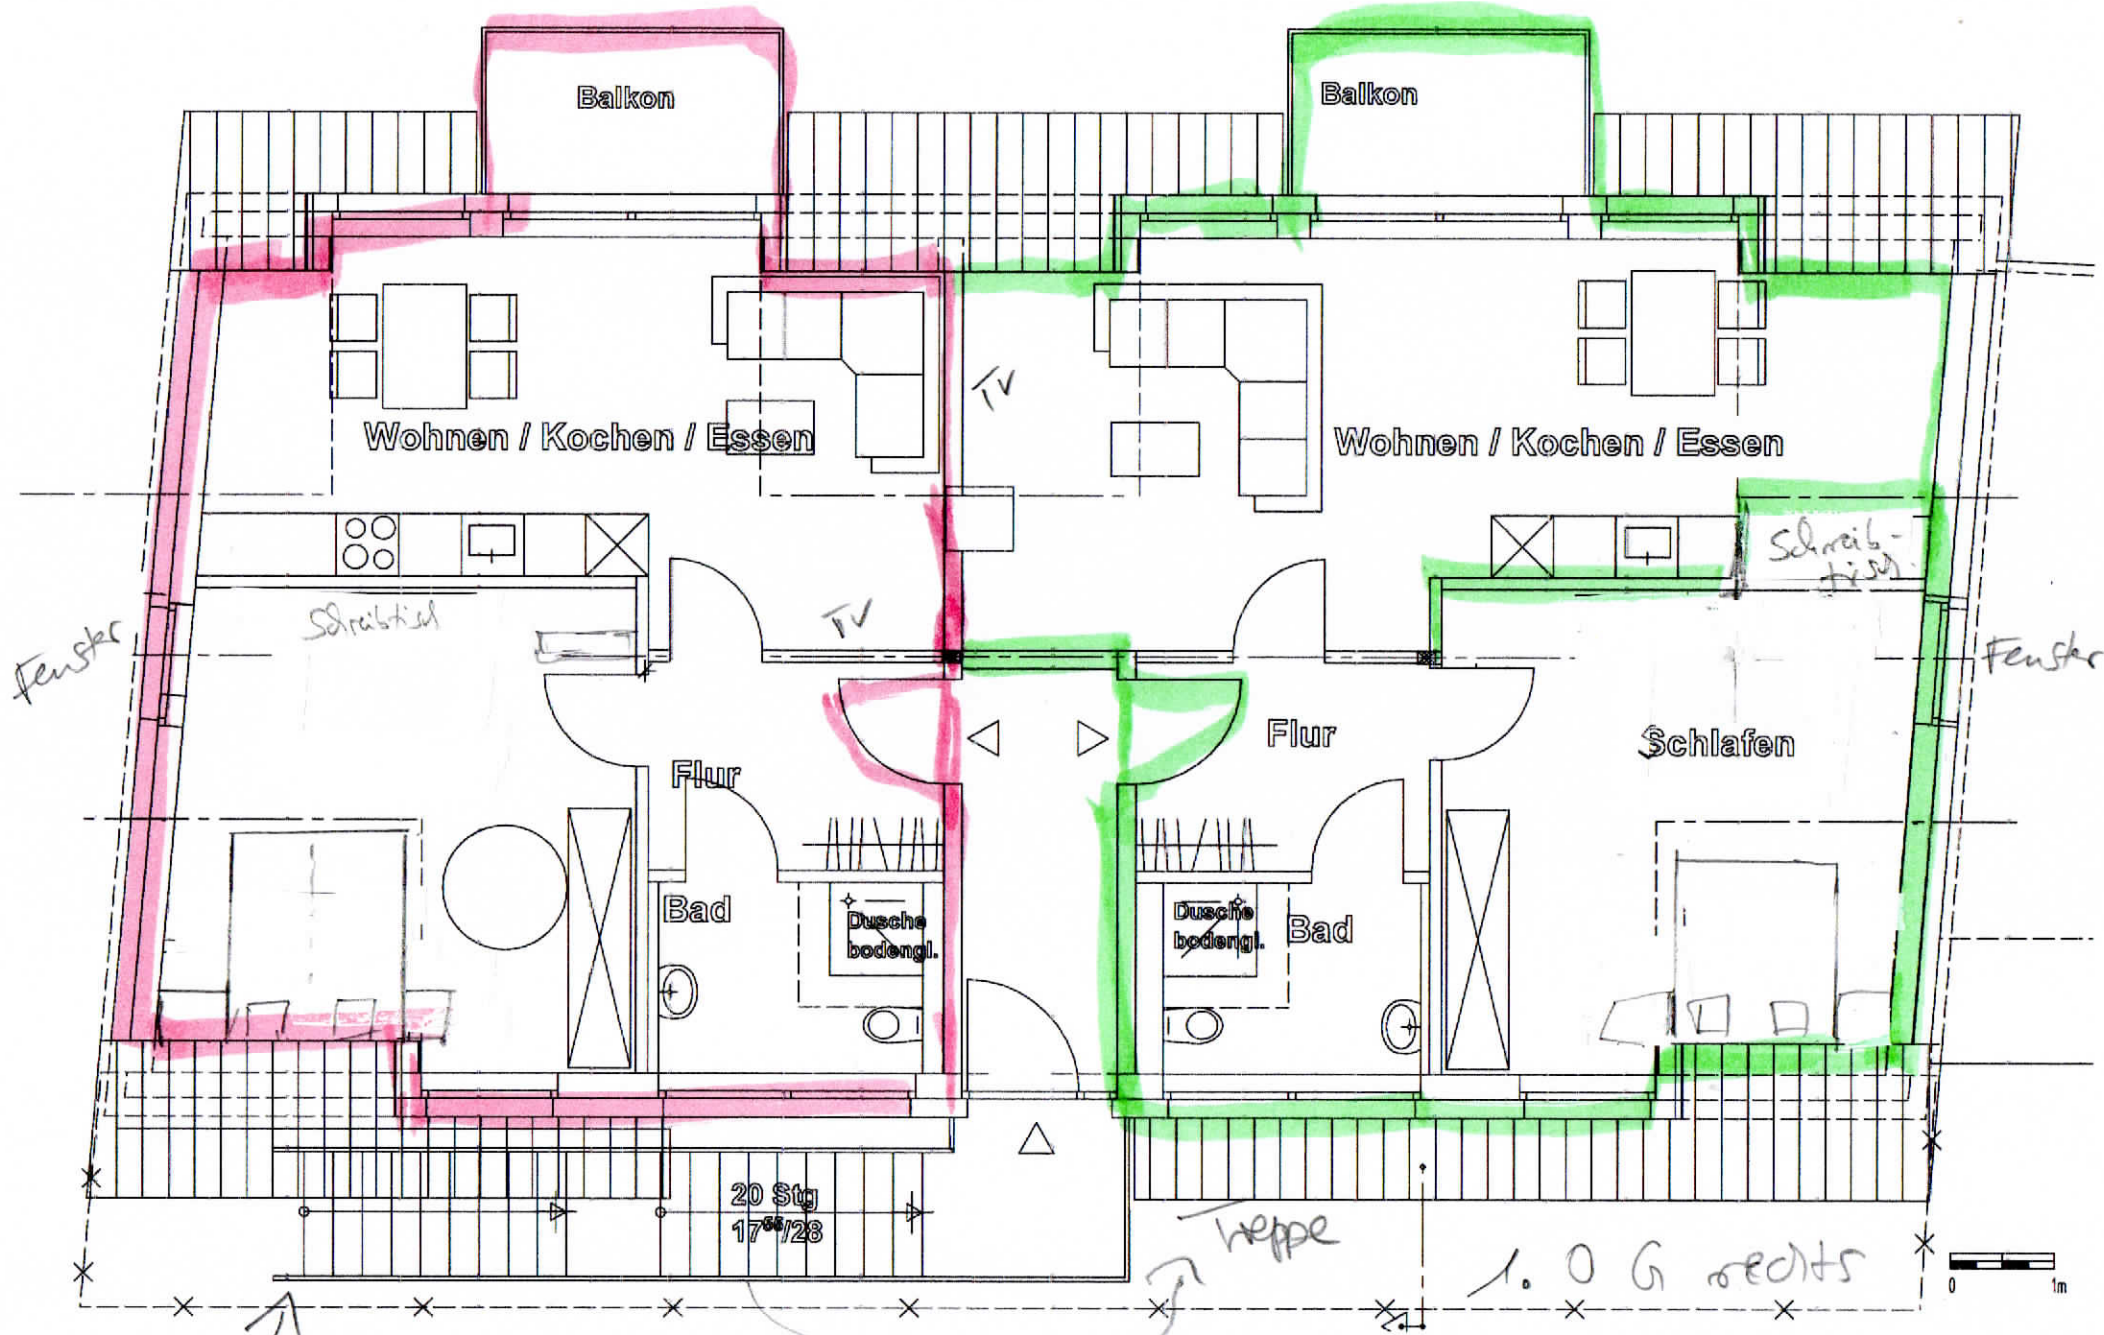 Balkon
Balkon
TV
Wohnen / Kochen / Essen
Wohnen / Kochen / Essen
Schreib-
tisch
Schreibtisch
TV
Fenster
Fenster
Flur
Schlafen
Flur
Bad
Dusche
bodengl.
Dusche
bodengl.
Bad
20 Stg
17⁵⁵/28
Treppe
1. OG rechts
0 1m